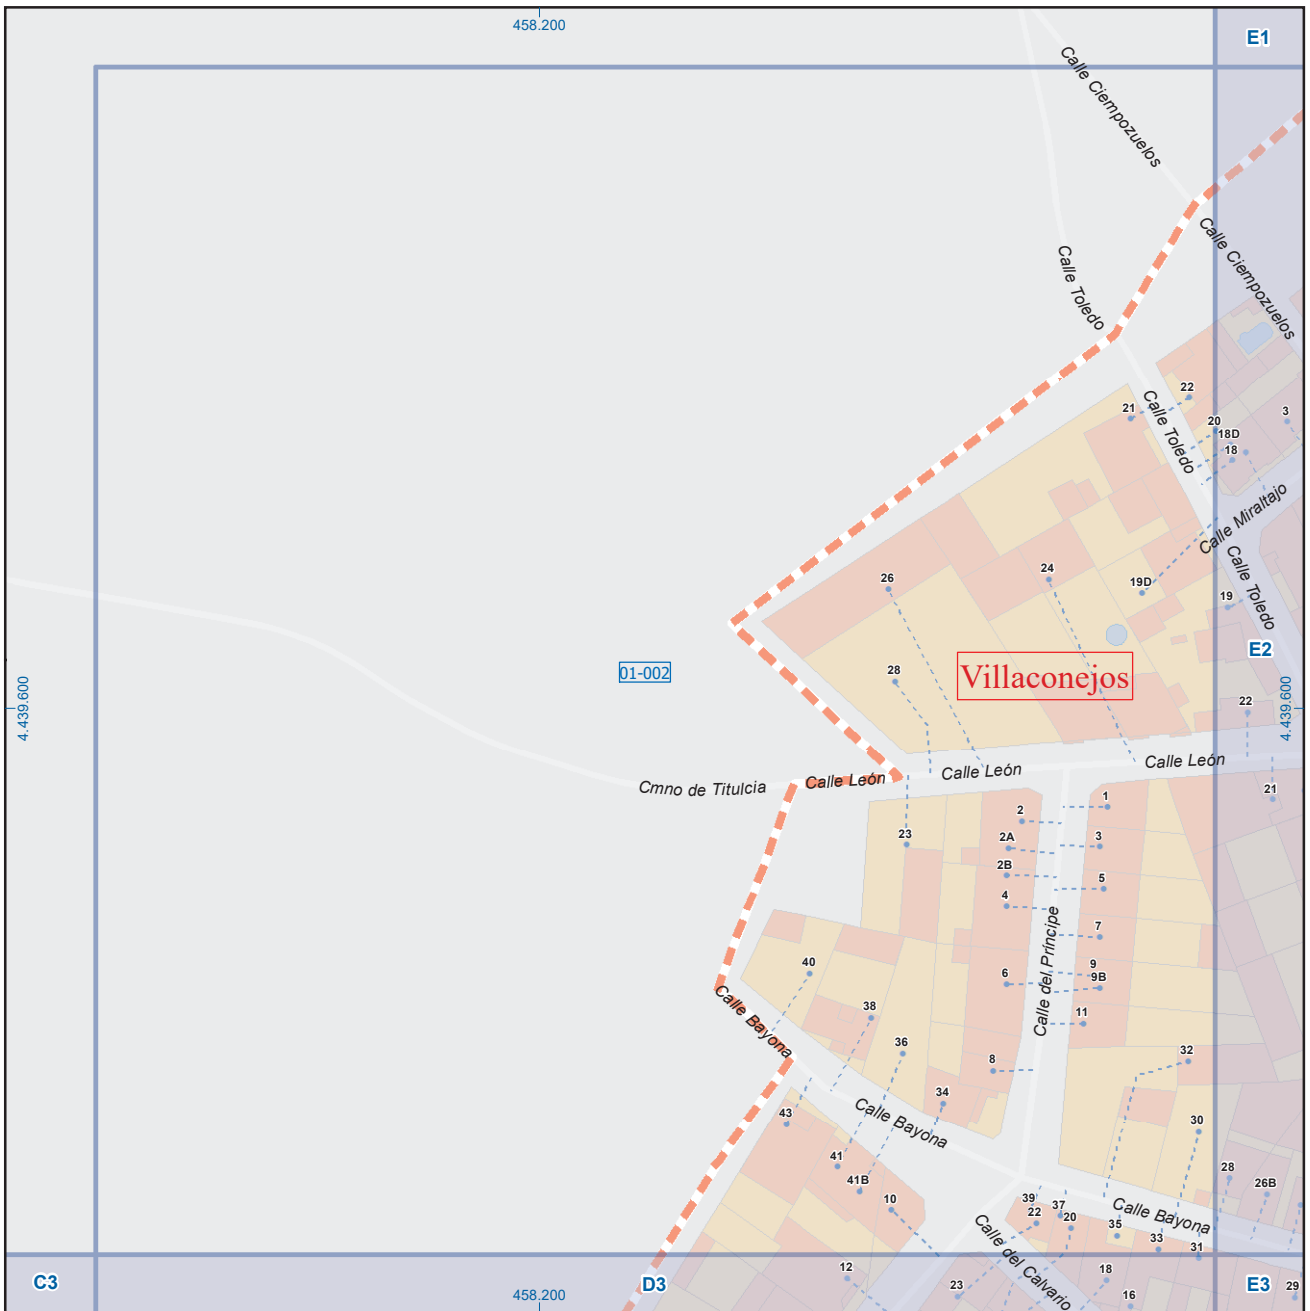 458.200
E1
Calle Ciempozuelos
Calle Ciempozuelos
Calle Toledo
22
21
Calle Toledo
20
3
18D
18
Calle Miraltajo
Calle Toledo
26
24
19D
19
E2
01-002
28
Villaconejos
22
4.439.600
4.439.600
Calle León
Calle León
Calle León
Cmno de Titulcia
21
1
2
23
2A
3
2B
5
4
7
Calle del Príncipe
40
9
6
9B
38
11
Calle Bayona
36
32
8
34
43
Calle Bayona
30
41
28
41B
26B
10
39
37
22
20
Calle Bayona
35
33
31
Calle del Calvario
C3
D3
12
23
18
16
E3
29
458.200